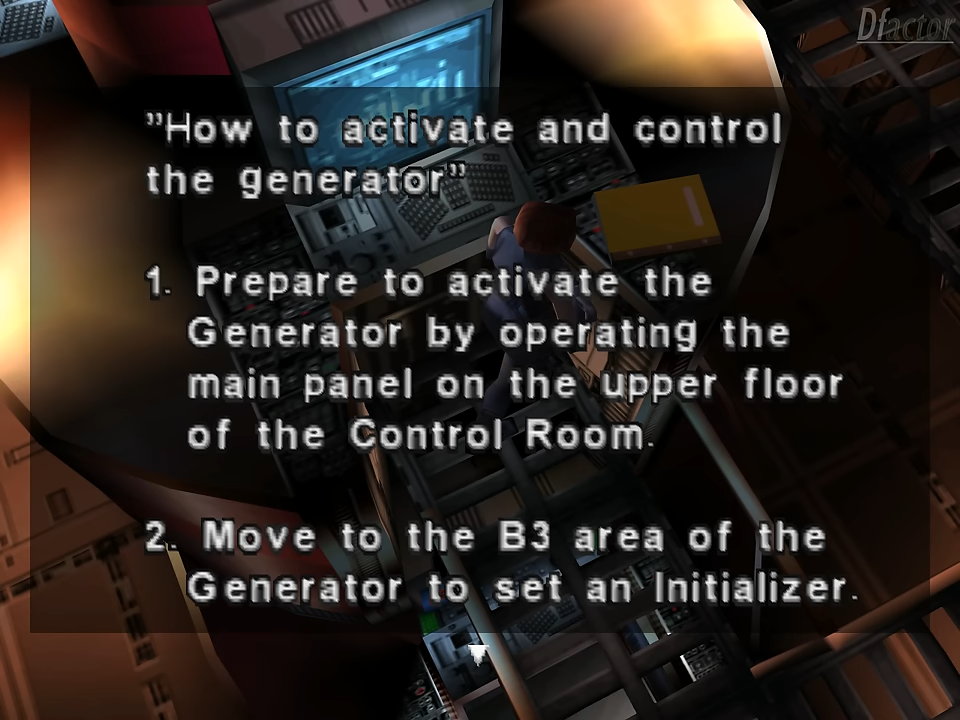 Dfactor
"How to activate and control
the generator"
1. Prepare to activate the
Generator by operating the
main panel on the upper floor
of the Control Room.
2. Move to the B3 area of the
Generator to set an Initializer.